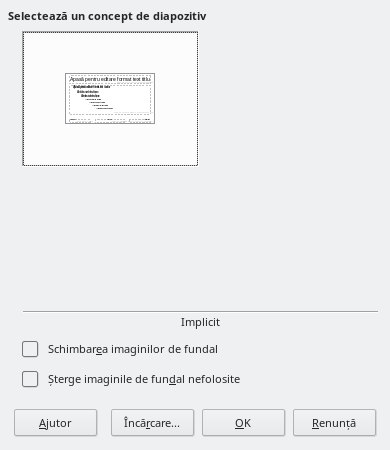 Selectează un concept de diapozitiv
Apasă pentru editare format text titlu
Implicit
Schimbarea imaginilor de fundal
Șterge imaginile de fundal nefolosite
Ajutor
Încărcare...
OK
Renunță